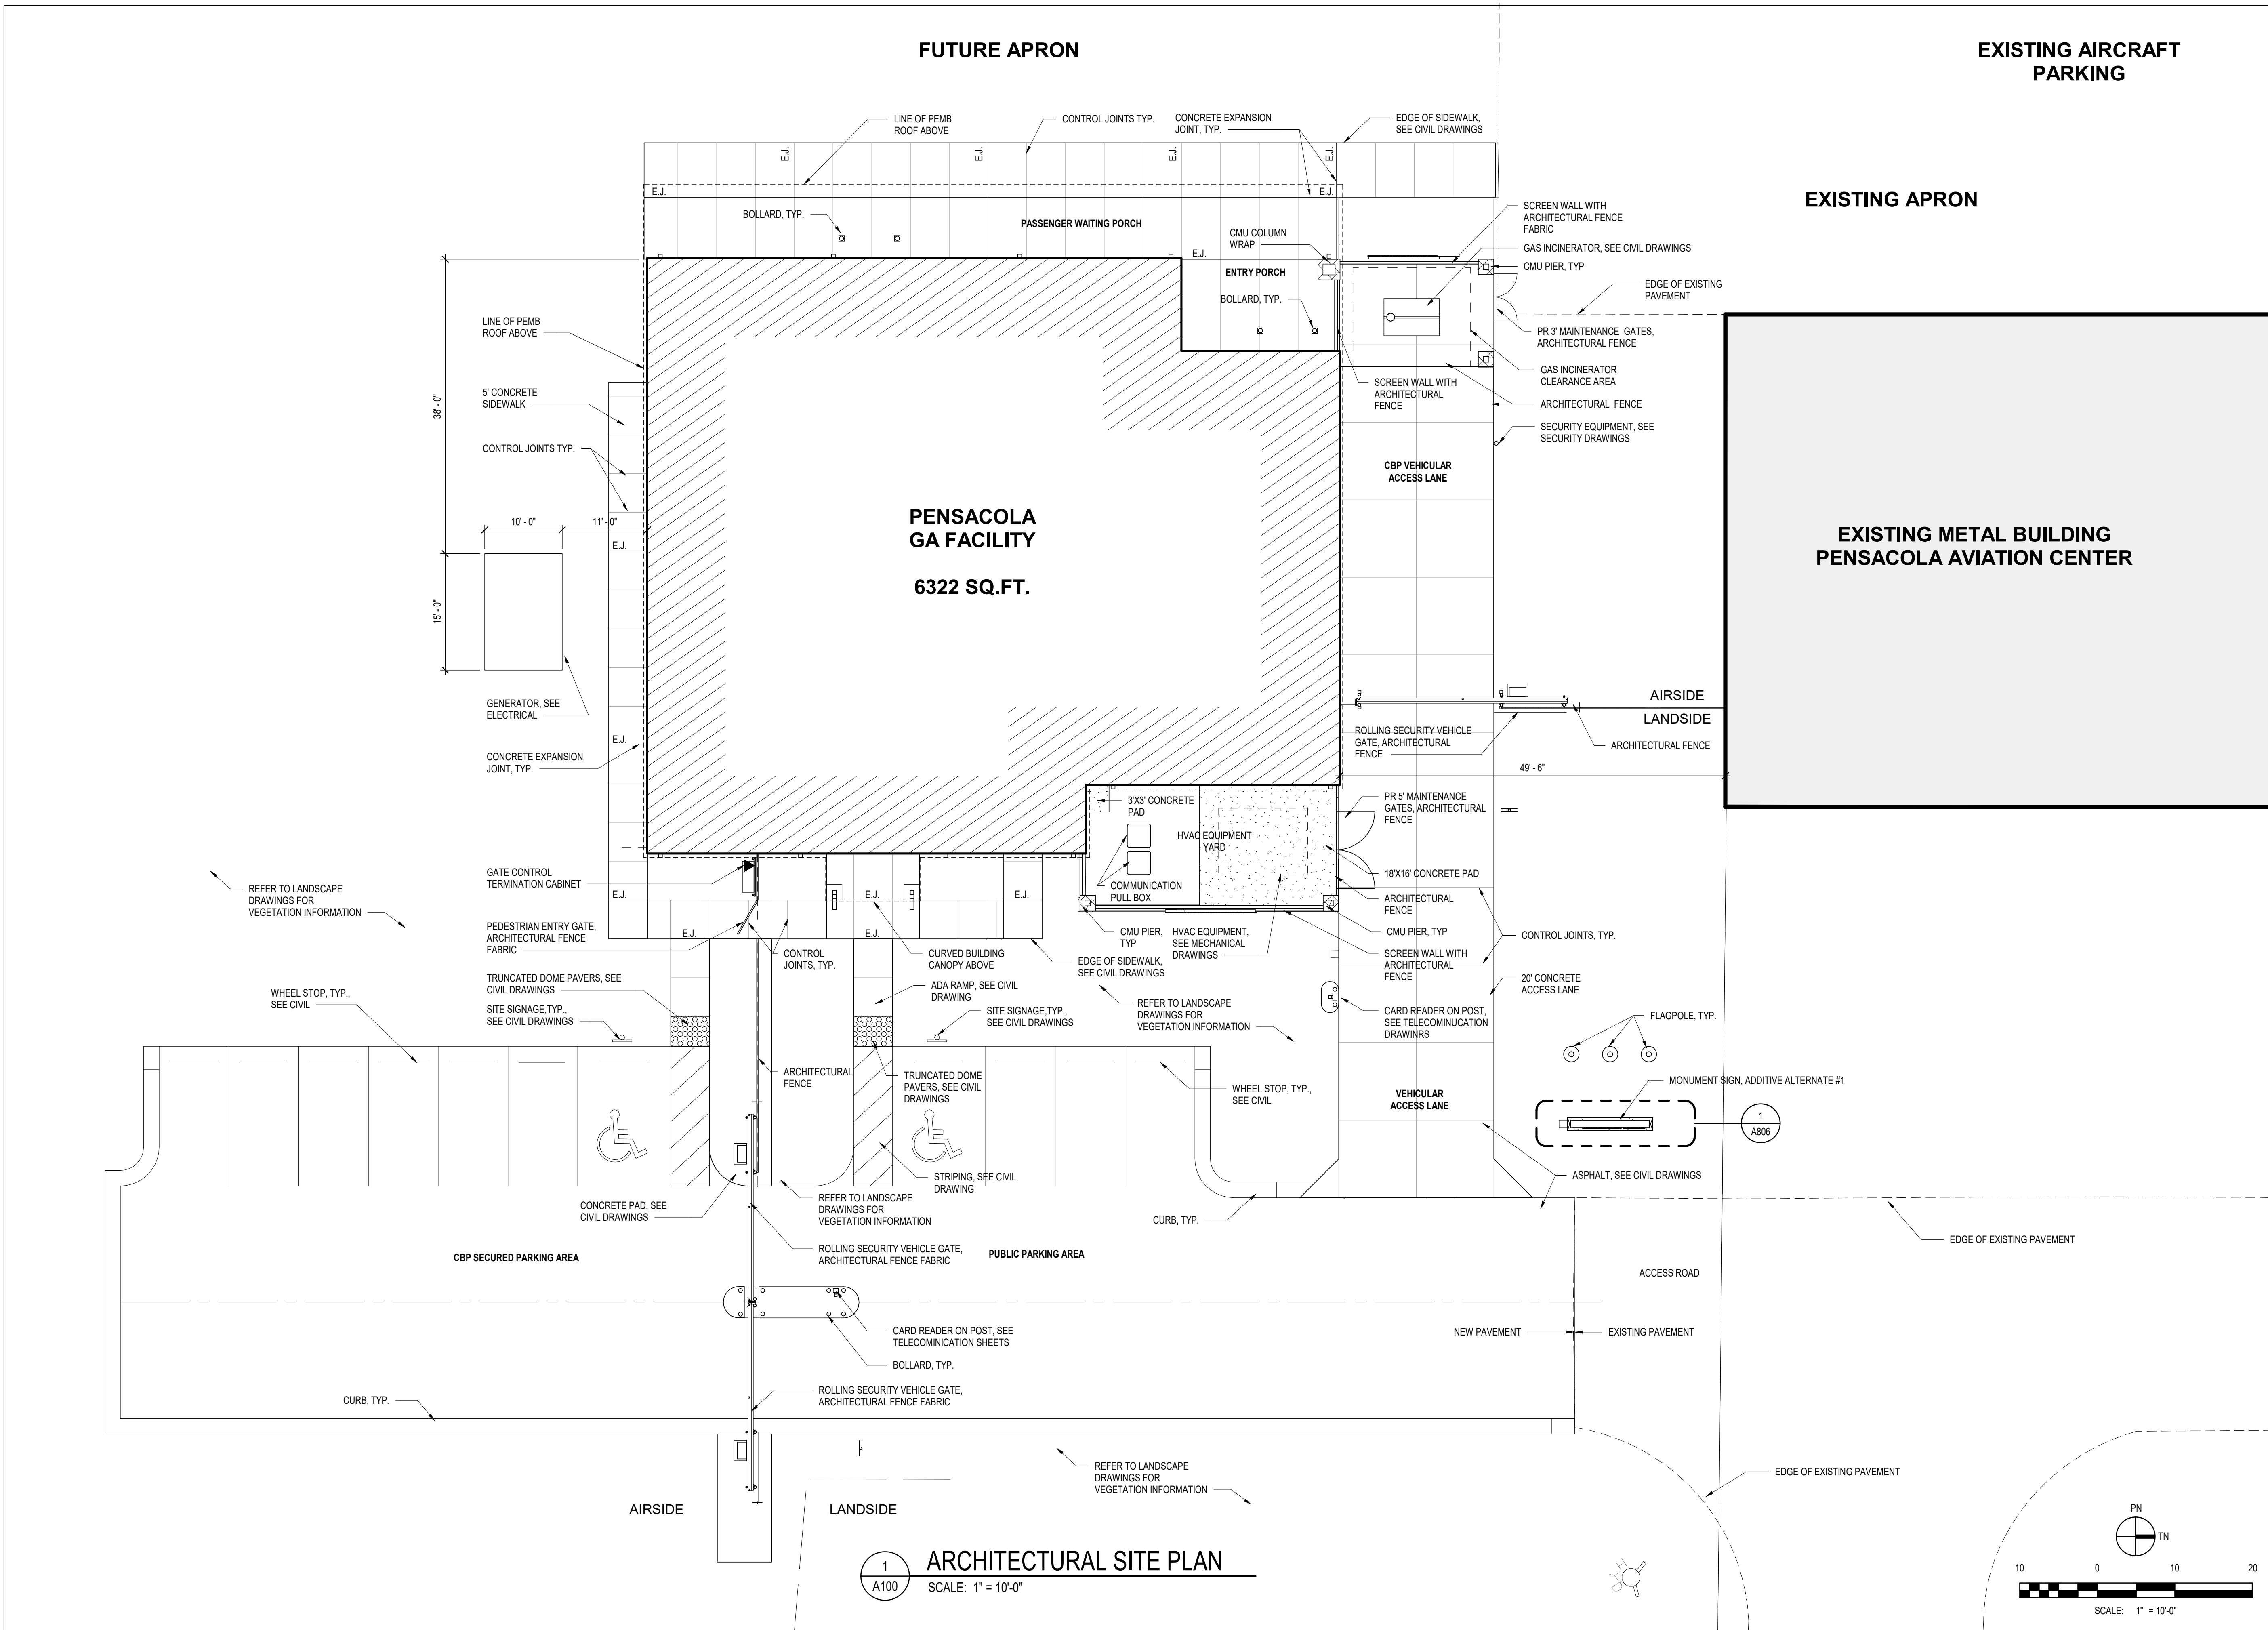 FUTURE APRON
EXISTING AIRCRAFT
PARKING
LINE OF PEMB
ROOF ABOVE
CONTROL JOINTS TYP.
CONCRETE EXPANSION
JOINT, TYP.
EDGE OF SIDEWALK,
SEE CIVIL DRAWINGS
E.J.
E.J.
E.J.
E.J.
E.J.
E.J.
EXISTING APRON
BOLLARD, TYP.
PASSENGER WAITING PORCH
SCREEN WALL WITH
ARCHITECTURAL FENCE
FABRIC
CMU COLUMN
WRAP
GAS INCINERATOR, SEE CIVIL DRAWINGS
E.J.
CMU PIER, TYP
ENTRY PORCH
EDGE OF EXISTING
PAVEMENT
BOLLARD, TYP.
LINE OF PEMB
ROOF ABOVE
PR 3' MAINTENANCE GATES,
ARCHITECTURAL FENCE
GAS INCINERATOR
CLEARANCE AREA
SCREEN WALL WITH
ARCHITECTURAL
FENCE
5' CONCRETE
SIDEWALK
38' - 0"
ARCHITECTURAL FENCE
SECURITY EQUIPMENT, SEE
SECURITY DRAWINGS
CONTROL JOINTS TYP.
CBP VEHICULAR
ACCESS LANE
10' - 0"
11' - 0"
PENSACOLA
GA FACILITY
6322 SQ.FT.
EXISTING METAL BUILDING
PENSACOLA AVIATION CENTER
E.J.
15' - 0"
GENERATOR, SEE
ELECTRICAL
AIRSIDE
LANDSIDE
E.J.
ROLLING SECURITY VEHICLE
GATE, ARCHITECTURAL
FENCE
ARCHITECTURAL FENCE
CONCRETE EXPANSION
JOINT, TYP.
49' - 6"
3'X3' CONCRETE
PAD
PR 5' MAINTENANCE
GATES, ARCHITECTURAL
FENCE
HVAC EQUIPMENT
YARD
GATE CONTROL
TERMINATION CABINET
18'X16' CONCRETE PAD
REFER TO LANDSCAPE
DRAWINGS FOR
VEGETATION INFORMATION
E.J.
E.J.
E.J.
COMMUNICATION
PULL BOX
ARCHITECTURAL
FENCE
PEDESTRIAN ENTRY GATE,
ARCHITECTURAL FENCE
FABRIC
E.J.
E.J.
CMU PIER,
TYP
HVAC EQUIPMENT,
SEE MECHANICAL
DRAWINGS
CMU PIER, TYP
CONTROL JOINTS, TYP.
CONTROL
JOINTS, TYP.
CURVED BUILDING
CANOPY ABOVE
EDGE OF SIDEWALK,
SEE CIVIL DRAWINGS
SCREEN WALL WITH
ARCHITECTURAL
FENCE
TRUNCATED DOME PAVERS, SEE
CIVIL DRAWINGS
ADA RAMP, SEE CIVIL
DRAWING
20' CONCRETE
ACCESS LANE
WHEEL STOP, TYP.,
SEE CIVIL
SITE SIGNAGE,TYP.,
SEE CIVIL DRAWINGS
SITE SIGNAGE,TYP.,
SEE CIVIL DRAWINGS
REFER TO LANDSCAPE
DRAWINGS FOR
VEGETATION INFORMATION
CARD READER ON POST,
SEE TELECOMINUCATION
DRAWINRS
FLAGPOLE, TYP.
ARCHITECTURAL
FENCE
TRUNCATED DOME
PAVERS, SEE CIVIL
DRAWINGS
WHEEL STOP, TYP.,
SEE CIVIL
VEHICULAR
ACCESS LANE
MONUMENT SIGN, ADDITIVE ALTERNATE #1
1
A806
STRIPING, SEE CIVIL
DRAWING
ASPHALT, SEE CIVIL DRAWINGS
CONCRETE PAD, SEE
CIVIL DRAWINGS
REFER TO LANDSCAPE
DRAWINGS FOR
VEGETATION INFORMATION
CURB, TYP.
EDGE OF EXISTING PAVEMENT
CBP SECURED PARKING AREA
ROLLING SECURITY VEHICLE GATE,
ARCHITECTURAL FENCE FABRIC
PUBLIC PARKING AREA
ACCESS ROAD
CARD READER ON POST, SEE
TELECOMINICATION SHEETS
NEW PAVEMENT
EXISTING PAVEMENT
BOLLARD, TYP.
CURB, TYP.
ROLLING SECURITY VEHICLE GATE,
ARCHITECTURAL FENCE FABRIC
REFER TO LANDSCAPE
DRAWINGS FOR
VEGETATION INFORMATION
EDGE OF EXISTING PAVEMENT
AIRSIDE
LANDSIDE
PN
TN
1
A100
ARCHITECTURAL SITE PLAN
SCALE: 1" = 10'-0"
HYD
10
0
10
20
SCALE: 1" = 10'-0"